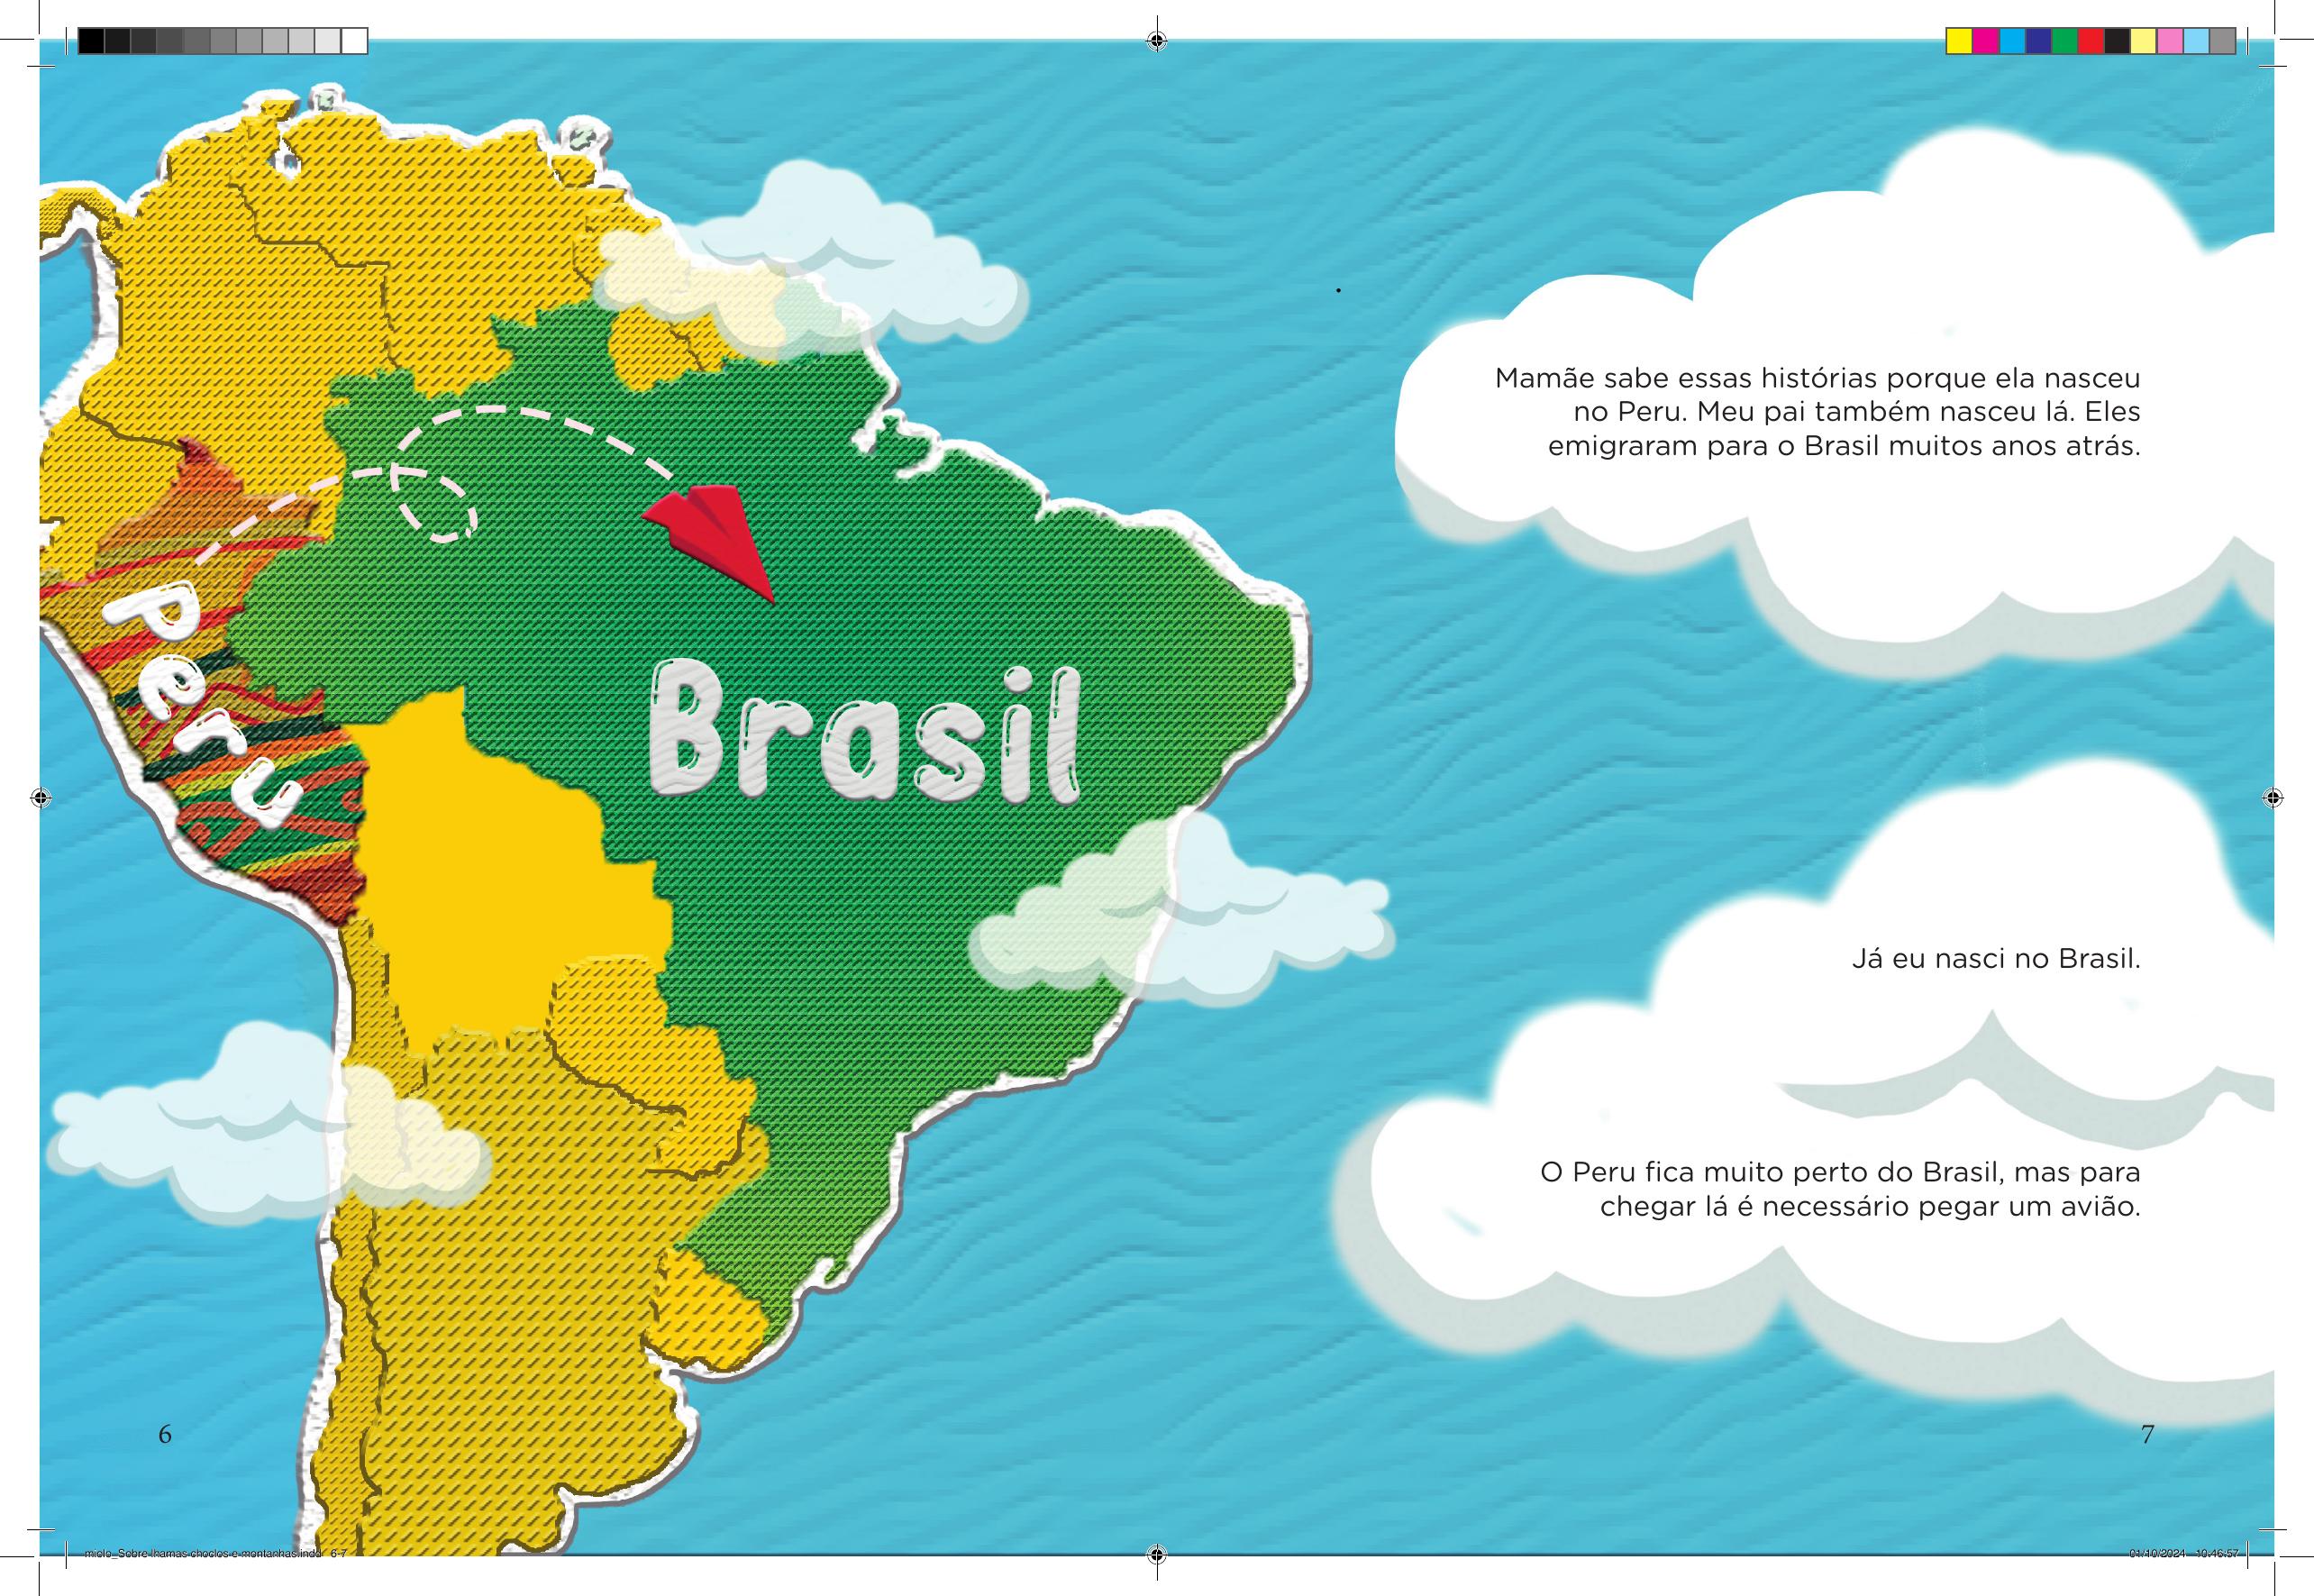 Peru
Brasil
Mamãe sabe essas histórias porque ela nasceu
no Peru. Meu pai também nasceu lá. Eles
emigraram para o Brasil muitos anos atrás.
Já eu nasci no Brasil.
O Peru fica muito perto do Brasil, mas para
chegar lá é necessário pegar um avião.
6
7
miolo_Sobre lhamas-choclos-e-montanhas.indd   6-7
01/10/2024   10:46:57